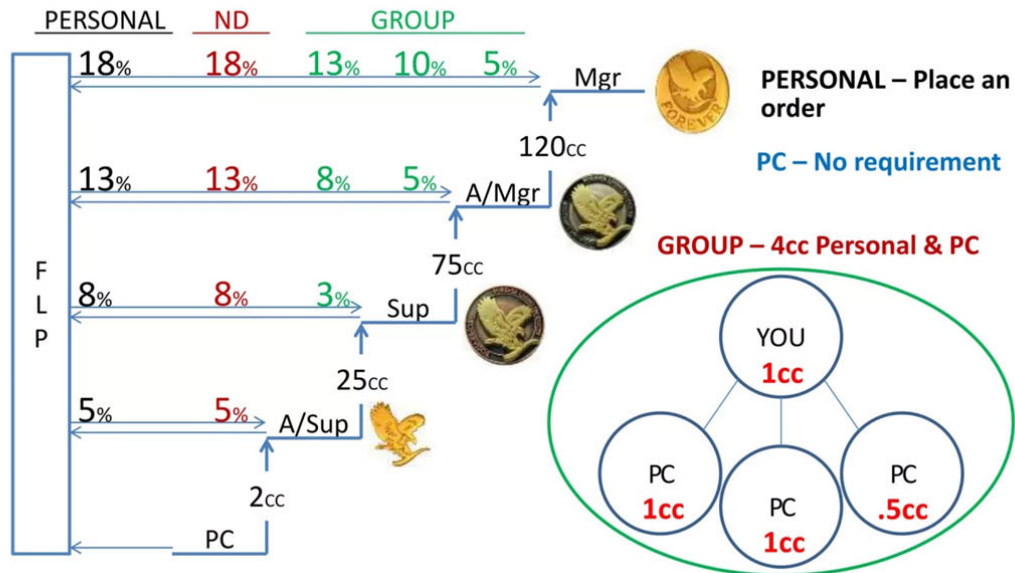 PERSONAL ND GROUP
18% 18% 13% 10% 5%
Mgr
FOREVER
PERSONAL – Place an
order
120cc
PC – No requirement
13% 13% 8% 5%
A/Mgr
GROUP – 4cc Personal & PC
75cc
F
L
P
8% 8% 3%
Sup
YOU
1cc
25cc
5% 5%
A/Sup
PC
1cc
PC
1cc
PC
.5cc
2cc
PC